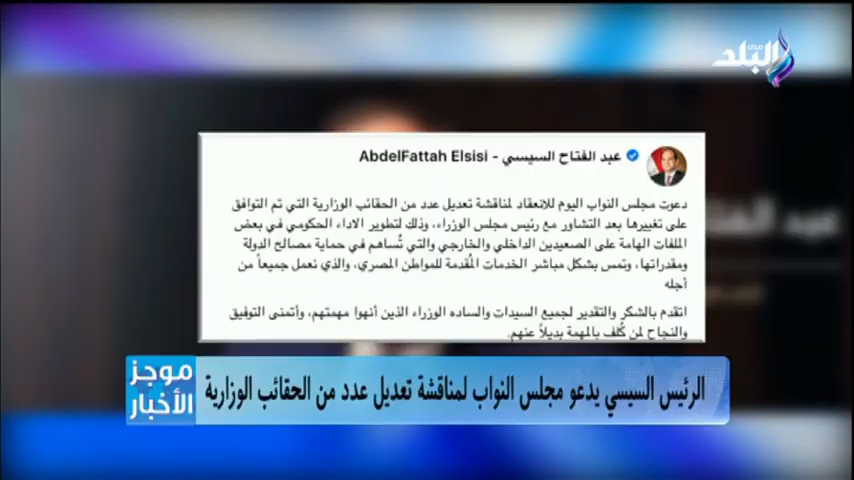 صدى
البلد
عبد الفتاح السيسي - AbdelFattah Elsisi
دعوت مجلس النواب اليوم للانعقاد لمناقشة تعديل عدد من الحقائب الوزارية التي تم التوافق
على تغييرها بعد التشاور مع رئيس مجلس الوزراء، وذلك لتطوير الاداء الحكومي في بعض
الملفات الهامة على الصعيدين الداخلي والخارجي والتي تُساهم في حماية مصالح الدولة
ومقدراتها، وتمس بشكل مباشر الخدمات المُقدمة للمواطن المصري، والذي نعمل جميعاً من
أجله
اتقدم بالشكر والتقدير لجميع السيدات والساده الوزراء الذين أنهوا مهمتهم، وأتمنى التوفيق
والنجاح لمن كُلف بالمهمة بديلاً عنهم.
عبد الفتاح
الرئيس السيسي يدعو مجلس النواب لمناقشة تعديل عدد من الحقائب الوزارية
موجز
الأخبار